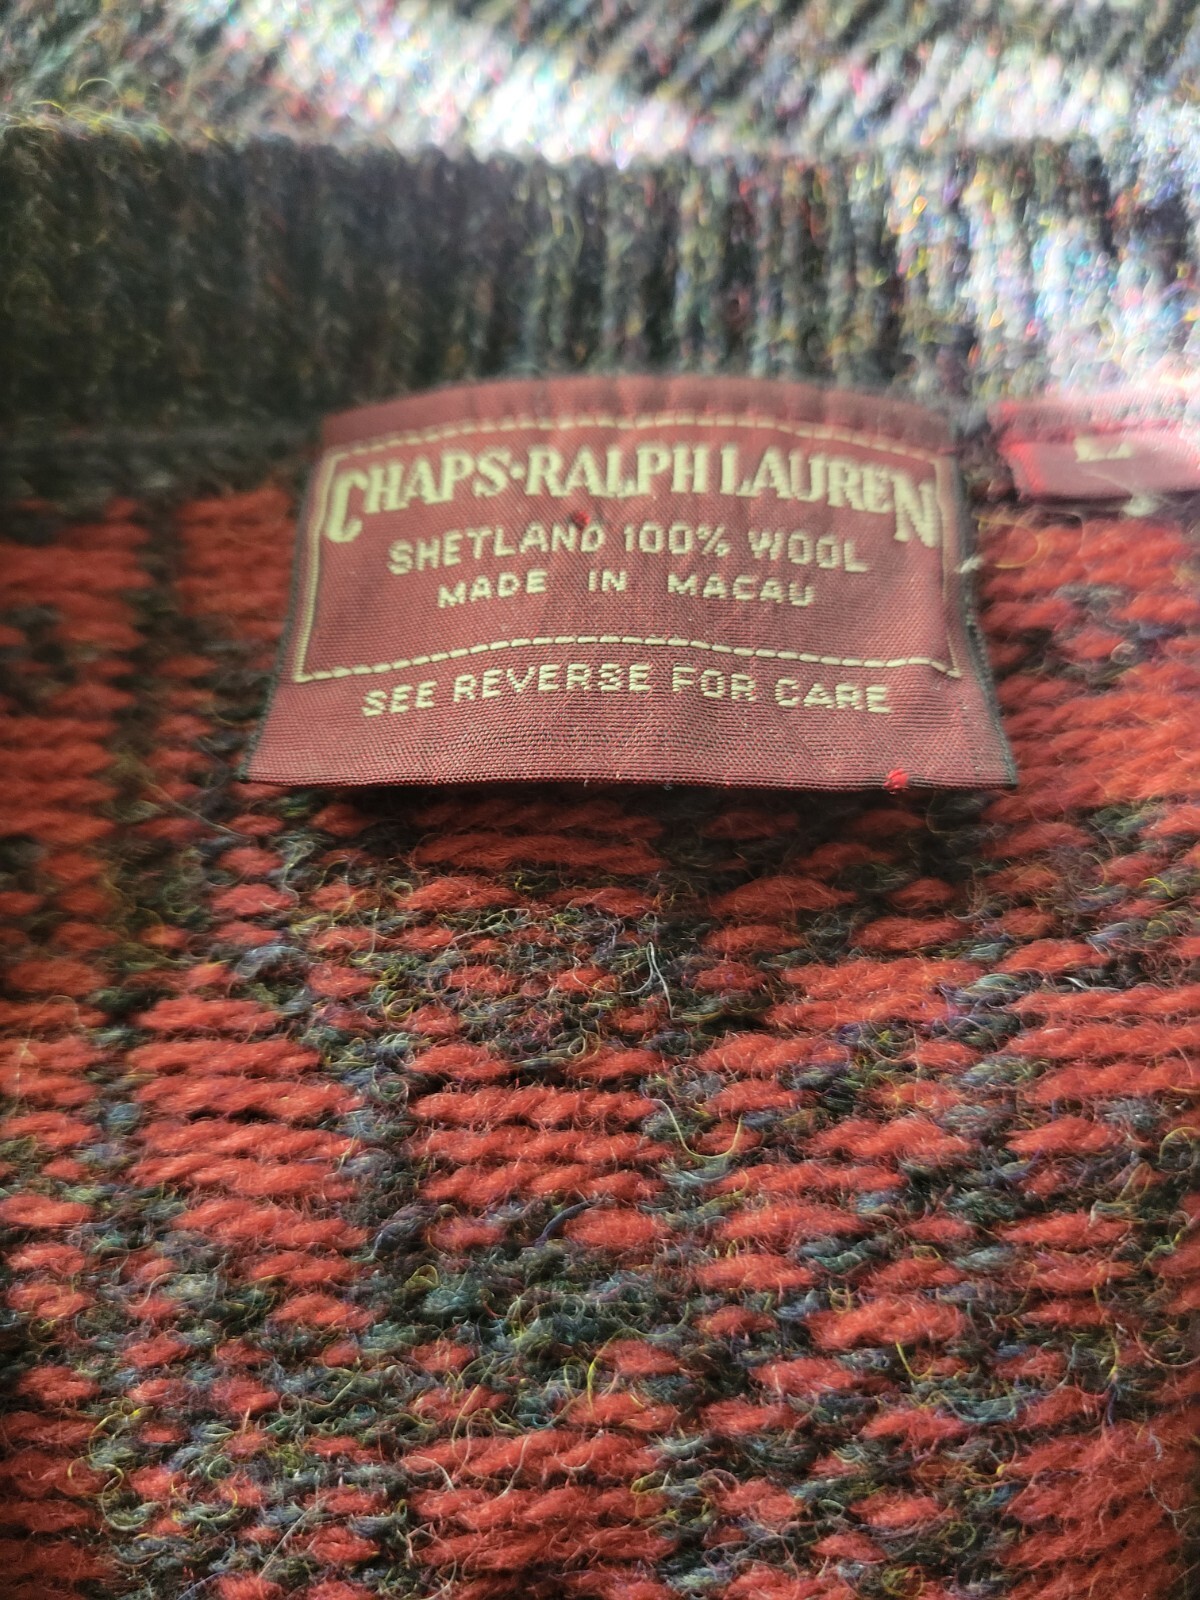 CHAPS·RALPH LAUREN
SHETLAND 100% WOOL
MADE IN MACAU
SEE REVERSE FOR CARE